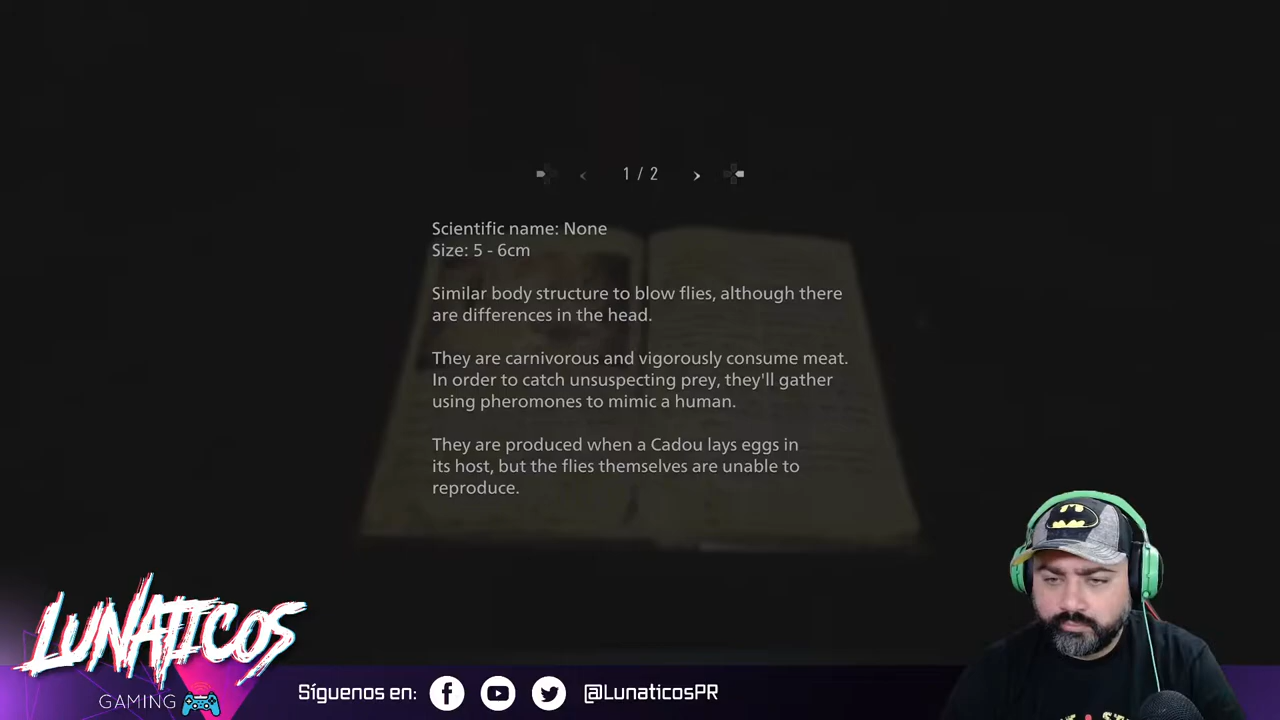 1 / 2
Scientific name: None
Size: 5 - 6cm
Similar body structure to blow flies, although there
are differences in the head.
They are carnivorous and vigorously consume meat.
In order to catch unsuspecting prey, they'll gather
using pheromones to mimic a human.
They are produced when a Cadou lays eggs in
its host, but the flies themselves are unable to
reproduce.
LUNATICOS
GAMING
Síguenos en: @LunaticosPR